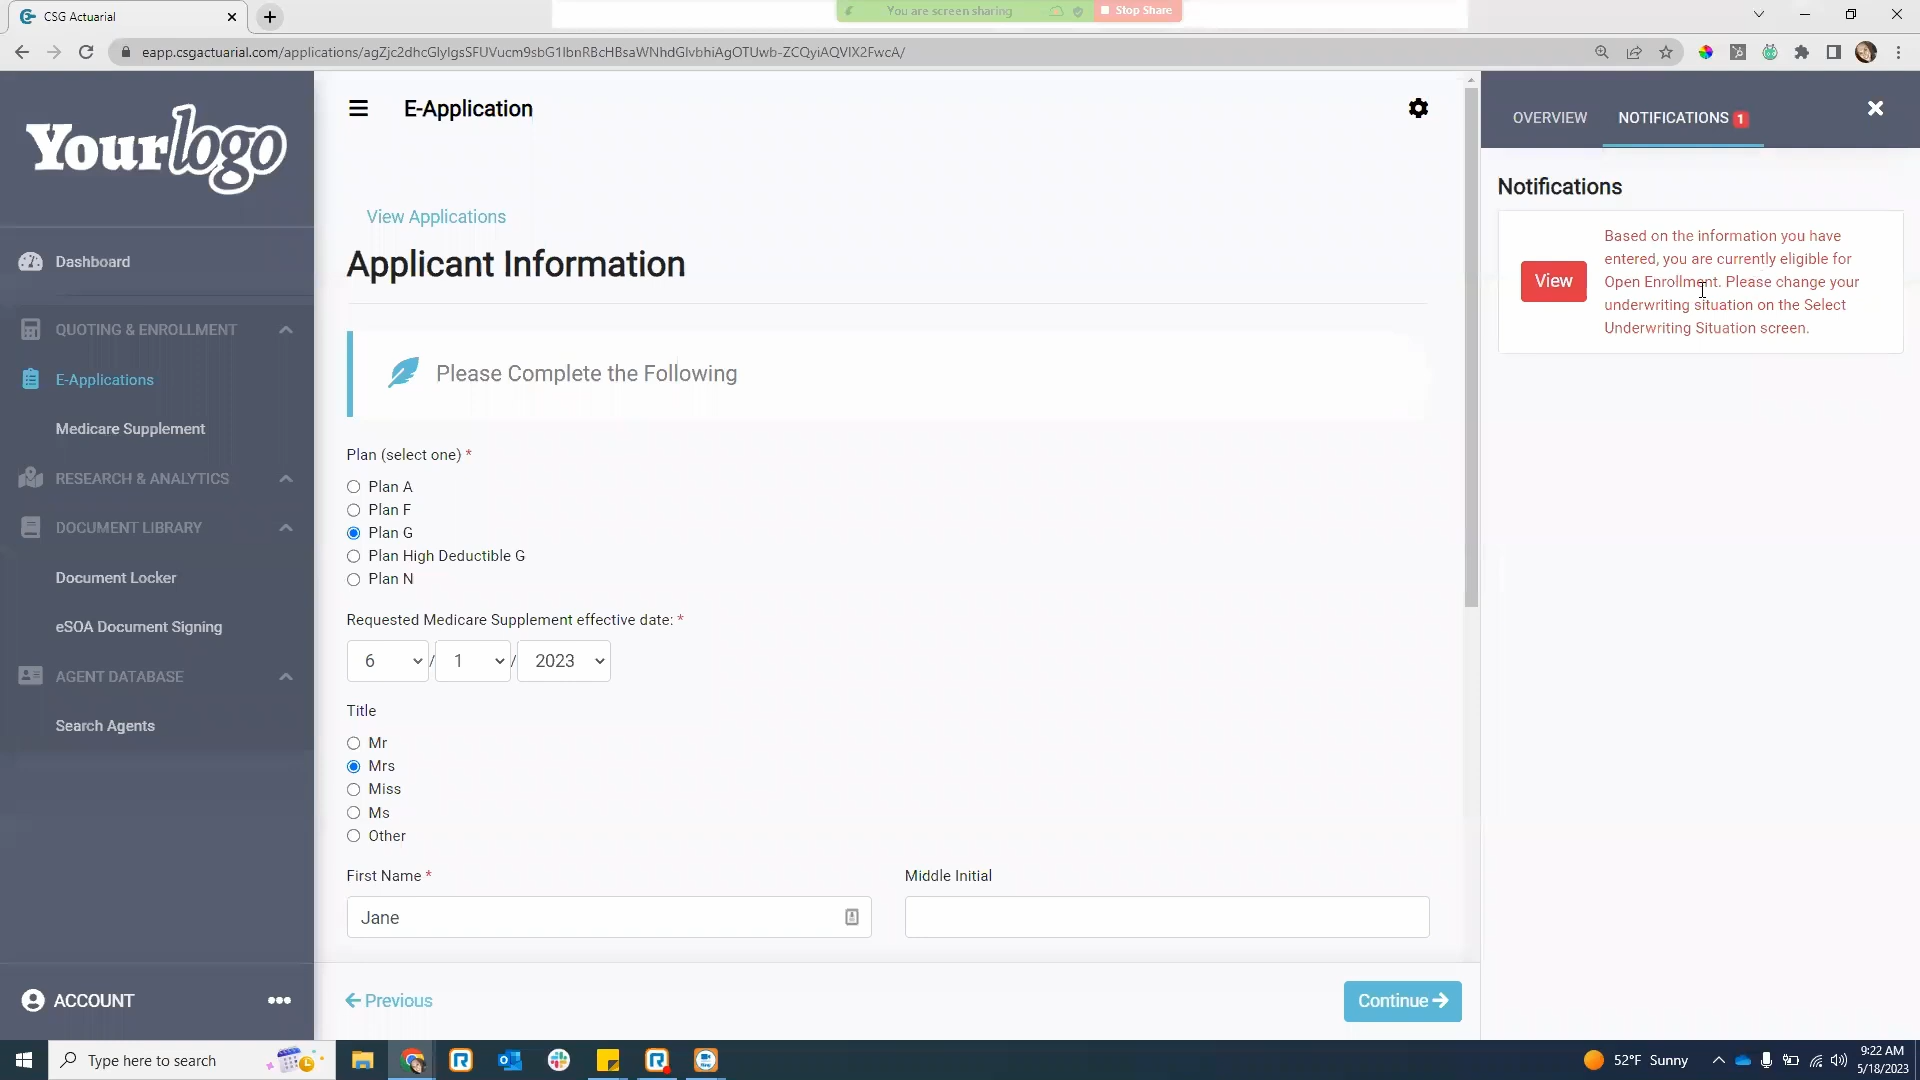 CSG Actuarial
You are screen sharing
Stop Share
eapp.csgactuarial.com/applications/
Yourlogo
Dashboard
QUOTING & ENROLLMENT
E-Applications
Medicare Supplement
RESEARCH & ANALYTICS
DOCUMENT LIBRARY
Document Locker
eSOA Document Signing
AGENT DATABASE
Search Agents
ACCOUNT
E-Application
View Applications
Applicant Information
Please Complete the Following
Plan (select one) *
Plan A
Plan F
Plan G
Plan High Deductible G
Plan N
Requested Medicare Supplement effective date: *
6 / 1 / 2023
Title
Mr
Mrs
Miss
Ms
Other
First Name *
Middle Initial
Jane
Previous
Continue
OVERVIEW
NOTIFICATIONS 1
Notifications
View
Based on the information you have
entered, you are currently eligible for
Open Enrollment. Please change your
underwriting situation on the Select
Underwriting Situation screen.
Type here to search
52°F Sunny
9:22 AM
5/18/2023